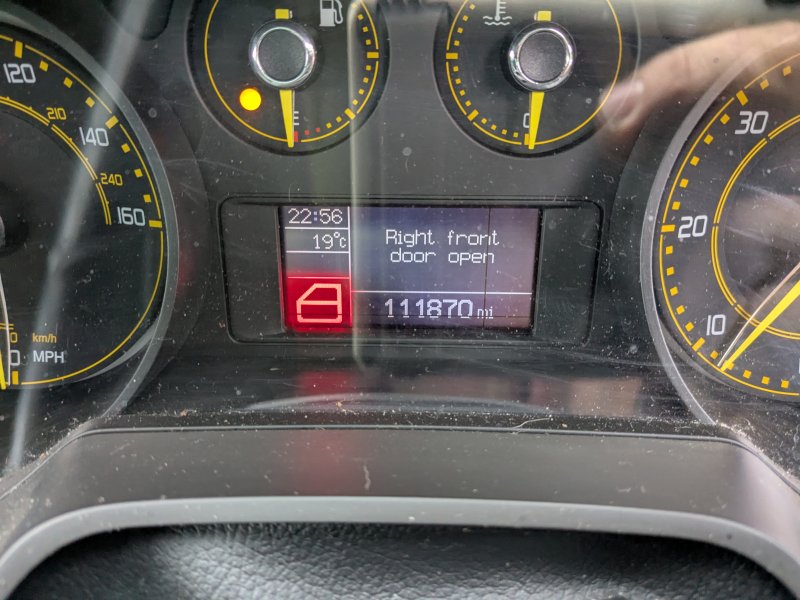 120
210
140
240
160
km/h
0 MPH
E
C
22:56
19°C
Right front
door open
111870 mi
30
20
10